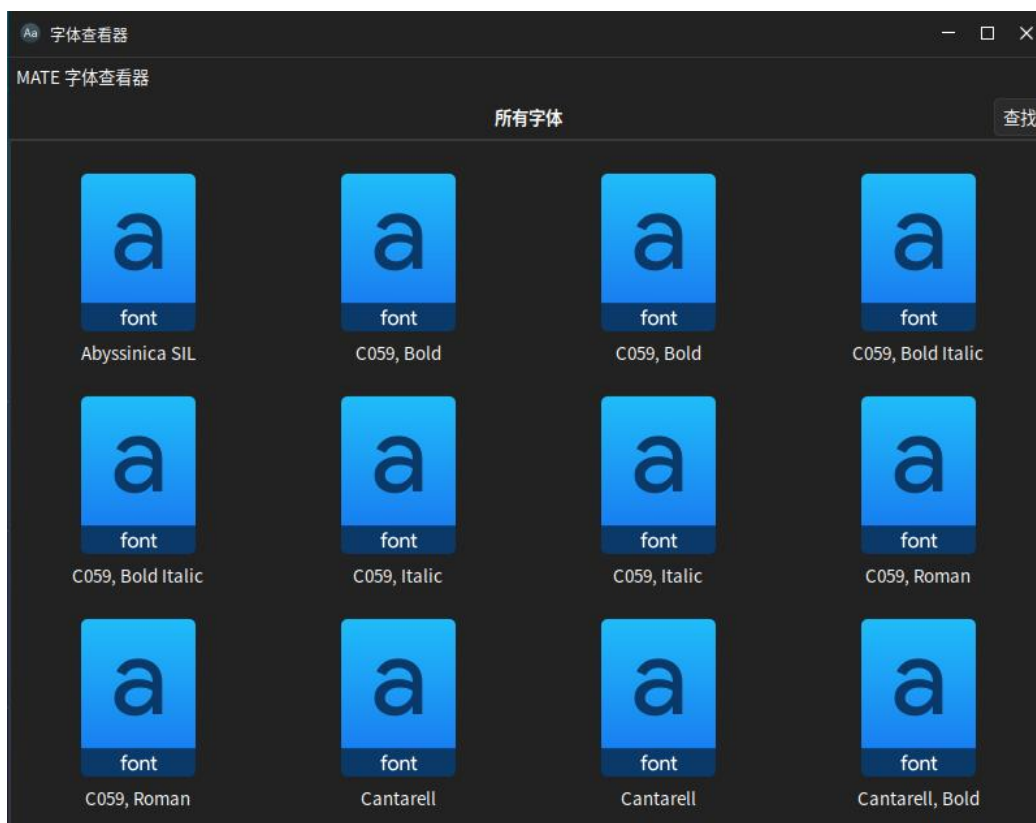 Aa 字体查看器
MATE 字体查看器
所有字体
查找
a a a a
font font font font
Abyssinica SIL C059, Bold C059, Bold C059, Bold Italic
a a a a
font font font font
C059, Bold Italic C059, Italic C059, Italic C059, Roman
a a a a
font font font font
C059, Roman Cantarell Cantarell Cantarell, Bold